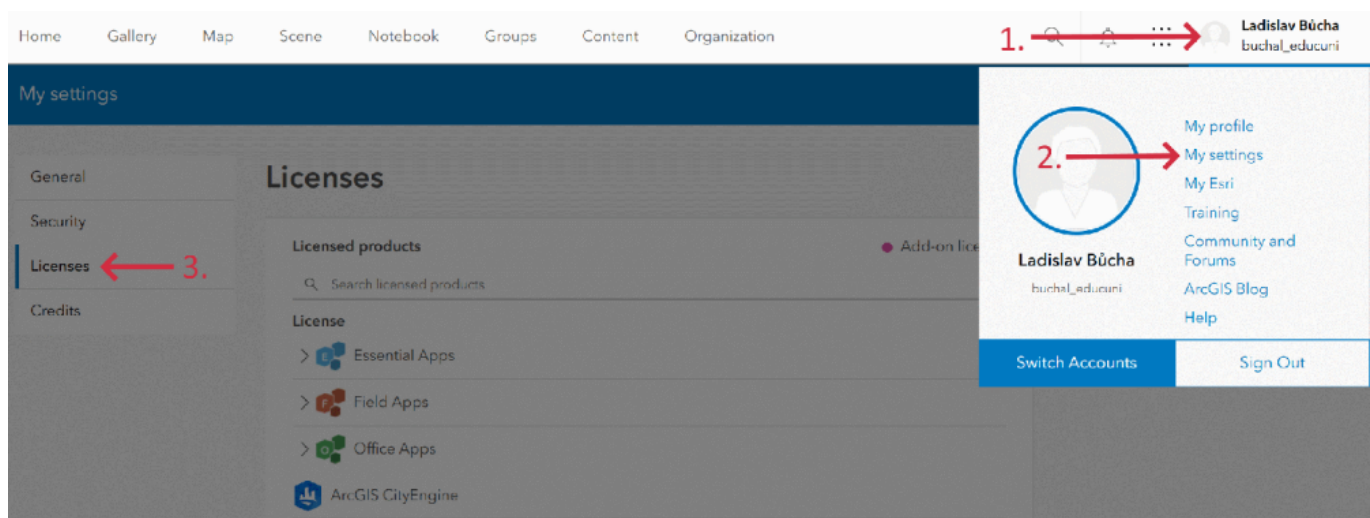 Home Gallery Map Scene Notebook Groups Content Organization 1. Ladislav Bůcha
buchal_educuni
My settings
My profile
2. My settings
General
Licenses
My Esri
Security
Training
Licensed products
Community and
Forums
Licenses 3.
Ladislav Bůcha
Search licensed products
buchal_educuni
ArcGIS Blog
Credits
License
Help
Essential Apps
Switch Accounts Sign Out
Field Apps
Office Apps
ArcGIS CityEngine